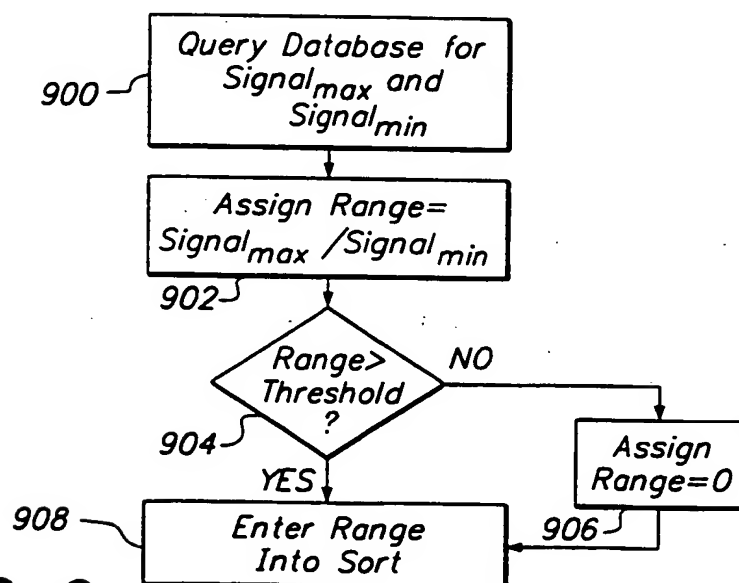 Query Database for
Signal_max and
Signal_min
900
Assign Range=
Signal_max /Signal_min
902
Range>
Threshold
?
NO
904
YES
Assign
Range=0
906
908
Enter Range
Into Sort